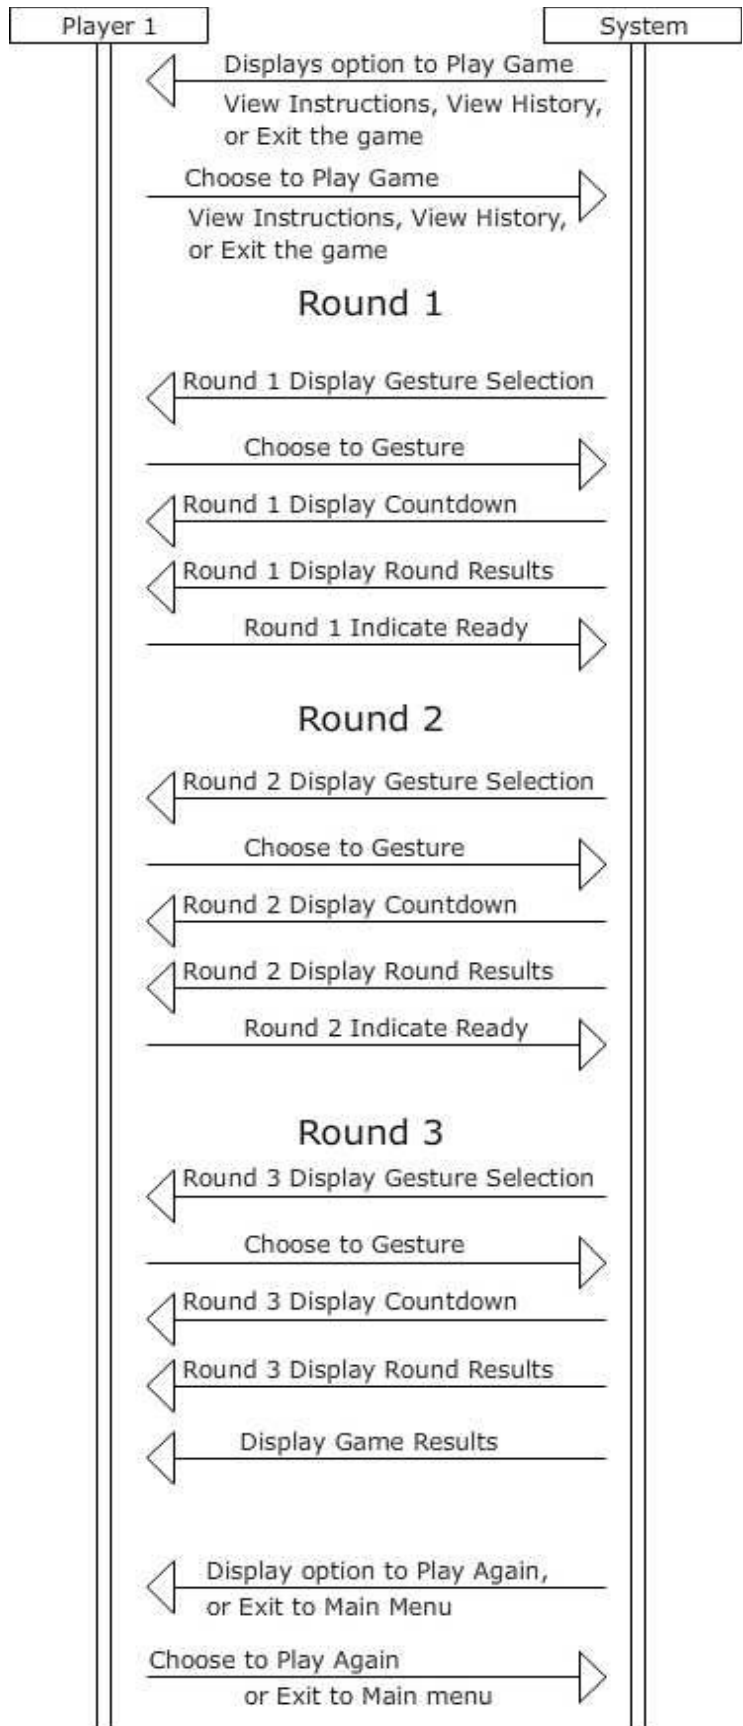 Player 1
System
Displays option to Play Game
View Instructions, View History,
or Exit the game
Choose to Play Game
View Instructions, View History,
or Exit the game
Round 1
Round 1 Display Gesture Selection
Choose to Gesture
Round 1 Display Countdown
Round 1 Display Round Results
Round 1 Indicate Ready
Round 2
Round 2 Display Gesture Selection
Choose to Gesture
Round 2 Display Countdown
Round 2 Display Round Results
Round 2 Indicate Ready
Round 3
Round 3 Display Gesture Selection
Choose to Gesture
Round 3 Display Countdown
Round 3 Display Round Results
Display Game Results
Display option to Play Again,
or Exit to Main Menu
Choose to Play Again
or Exit to Main menu